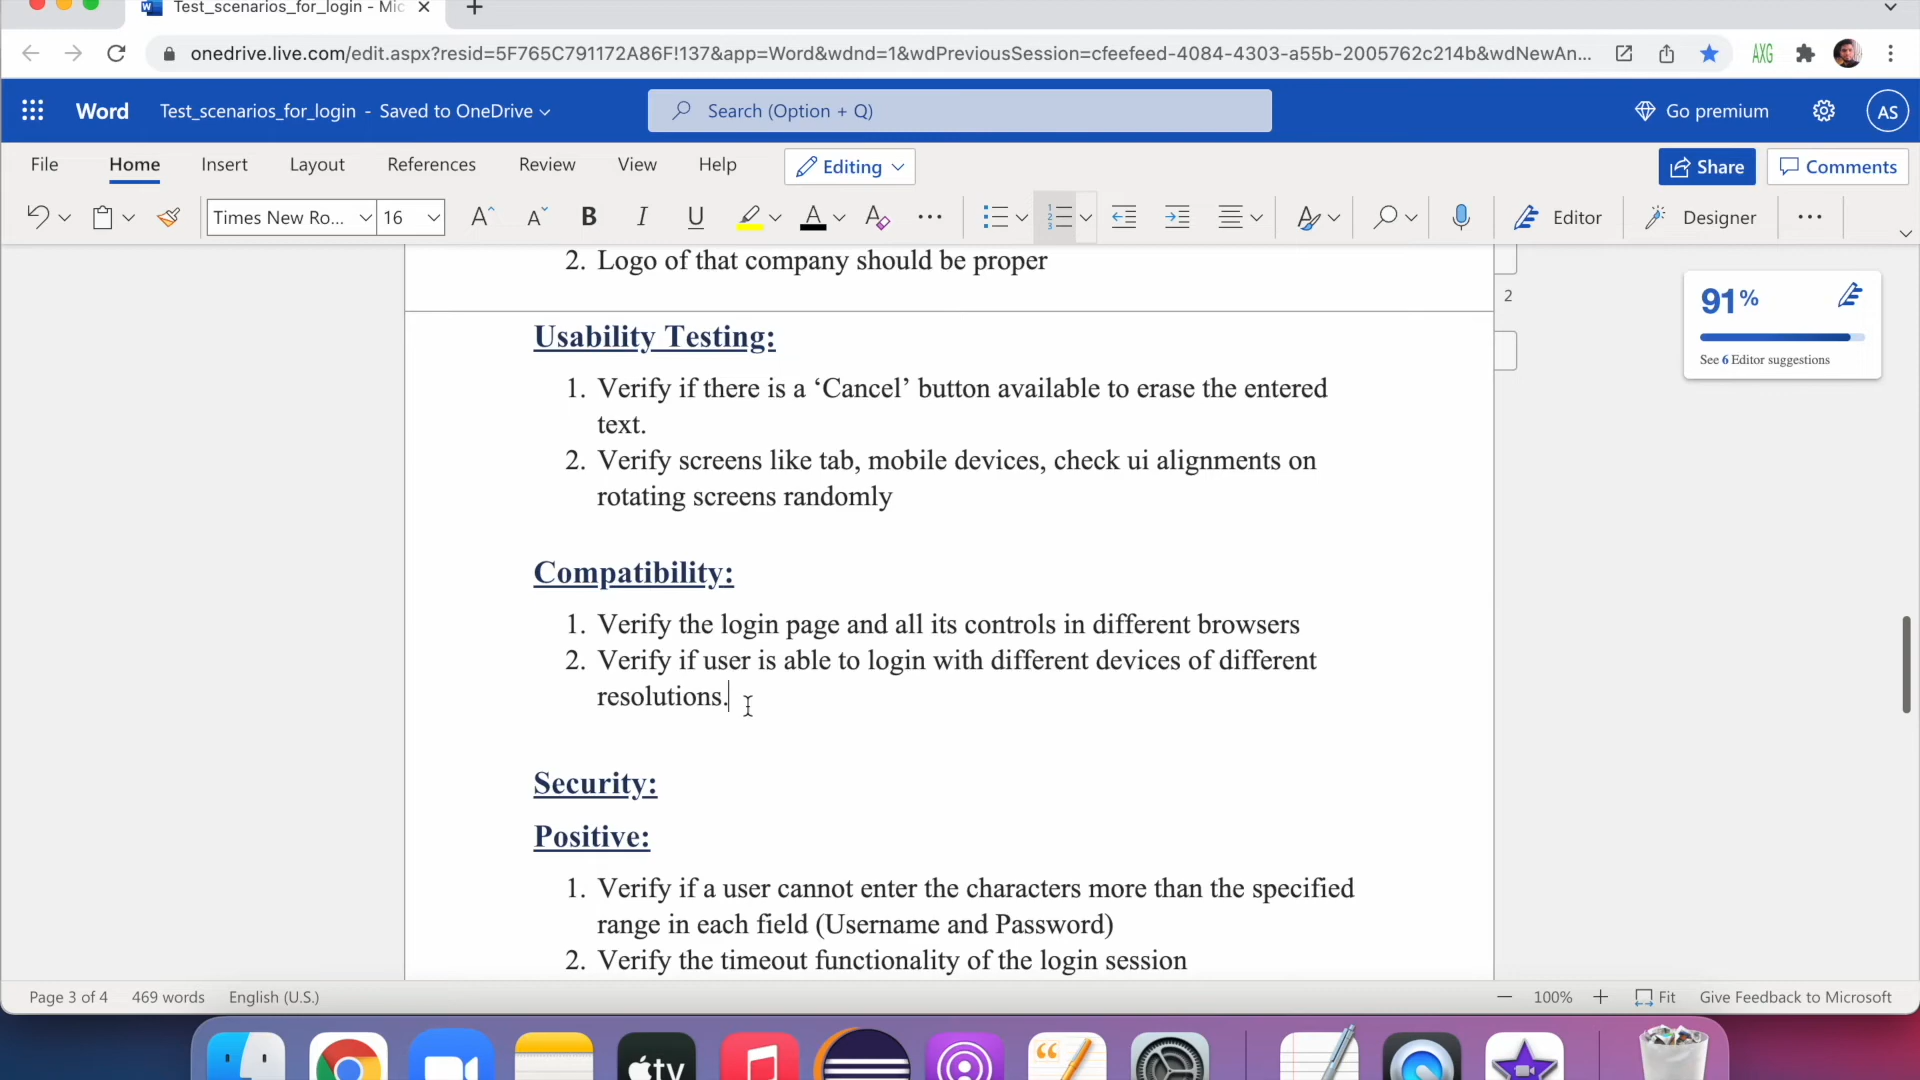 Test_scenarios_for_login - Mic
onedrive.live.com/edit.aspx?resid=5F765C791172A86F!137&app=Word&wdnd=1&wdPreviousSession=cfeefeed-4084-4303-a55b-2005762c214b&wdNewAn...
AXG
Word Test_scenarios_for_login - Saved to OneDrive
Search (Option + Q)
Go premium
AS
File Home Insert Layout References Review View Help Editing Share Comments
Times New Ro... 16 B I U A A Editor Designer
2. Logo of that company should be proper
2
91%
See 6 Editor suggestions
Usability Testing:
1. Verify if there is a ‘Cancel’ button available to erase the entered
text.
2. Verify screens like tab, mobile devices, check ui alignments on
rotating screens randomly
Compatibility:
1. Verify the login page and all its controls in different browsers
2. Verify if user is able to login with different devices of different
resolutions.
Security:
Positive:
1. Verify if a user cannot enter the characters more than the specified
range in each field (Username and Password)
2. Verify the timeout functionality of the login session
Page 3 of 4 469 words English (U.S.) 100% Fit Give Feedback to Microsoft
tv